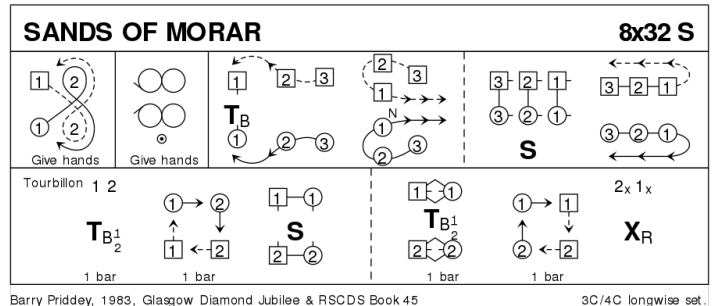 SANDS OF MORAR 8x32 S
1 2
1 2
Give hands
Give hands
1 2 3
TB
1 2 3
2 3
1
N
1
2 3
3 2 1
3 2 1
S
3 2 1
3 2 1
Tourbillon 1 2
TB 1 2
1 bar
1 2
1 2
1 bar
1 1
S
2 2
1 1
TB 1 2
2 2
1 bar
1 1
2 2
1 bar
2x 1x
XR
Barry Priddey, 1983, Glasgow Diamond Jubilee & RSCDS Book 45 3C/4C longwise set.